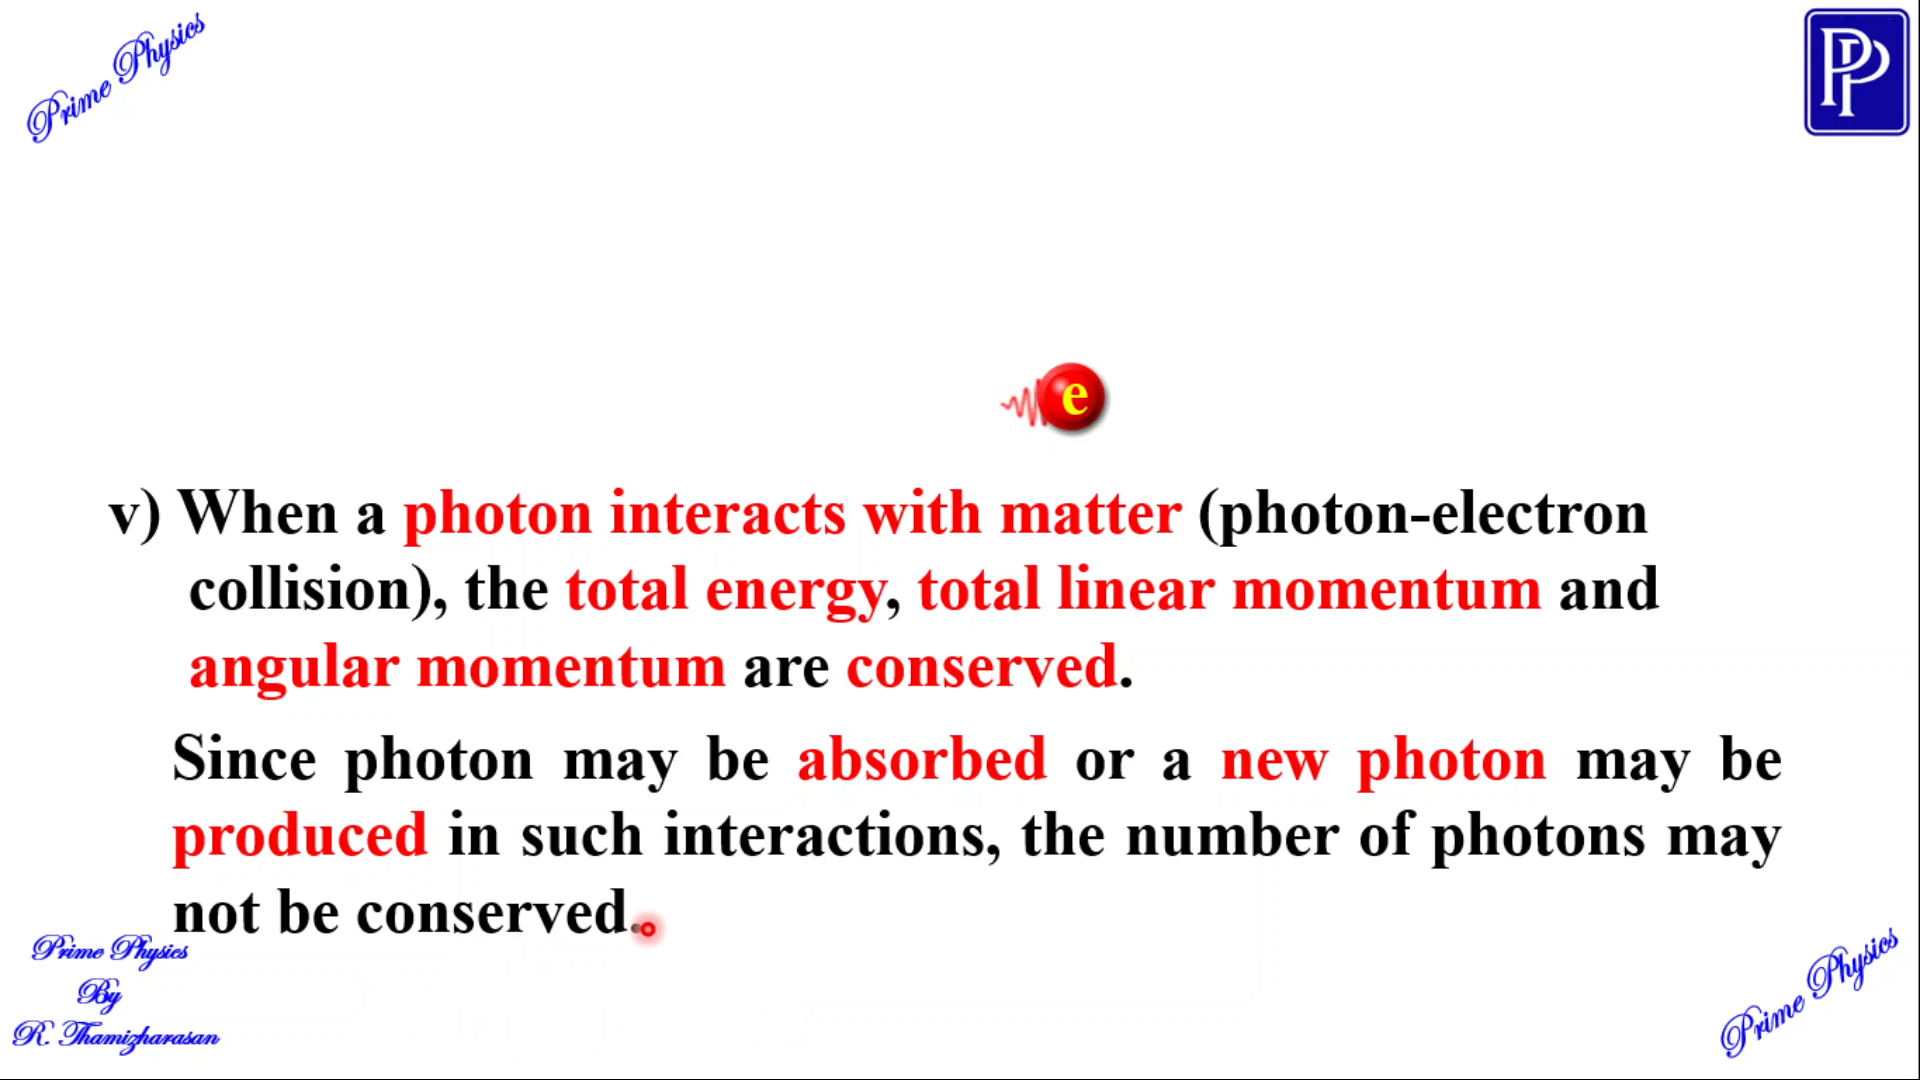 Prime Physics
PP
e
v) When a photon interacts with matter (photon-electron
collision), the total energy, total linear momentum and
angular momentum are conserved.
Since photon may be absorbed or a new photon may be
produced in such interactions, the number of photons may
not be conserved.
Prime Physics
By
R. Thamizharasan
Prime Physics